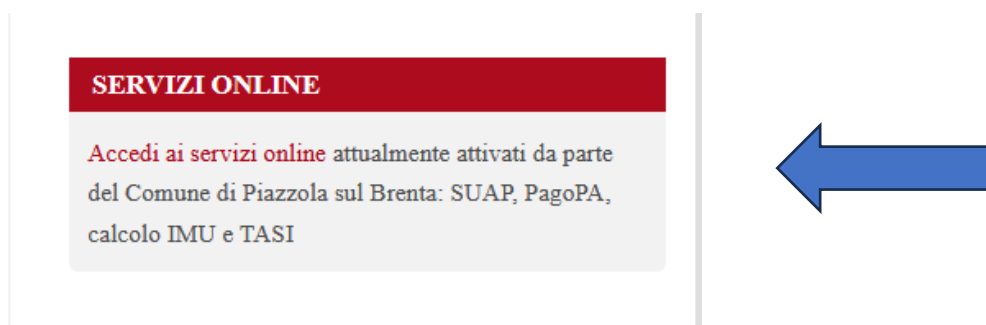 SERVIZI ONLINE
Accedi ai servizi online attualmente attivati da parte
del Comune di Piazzola sul Brenta: SUAP, PagoPA,
calcolo IMU e TASI